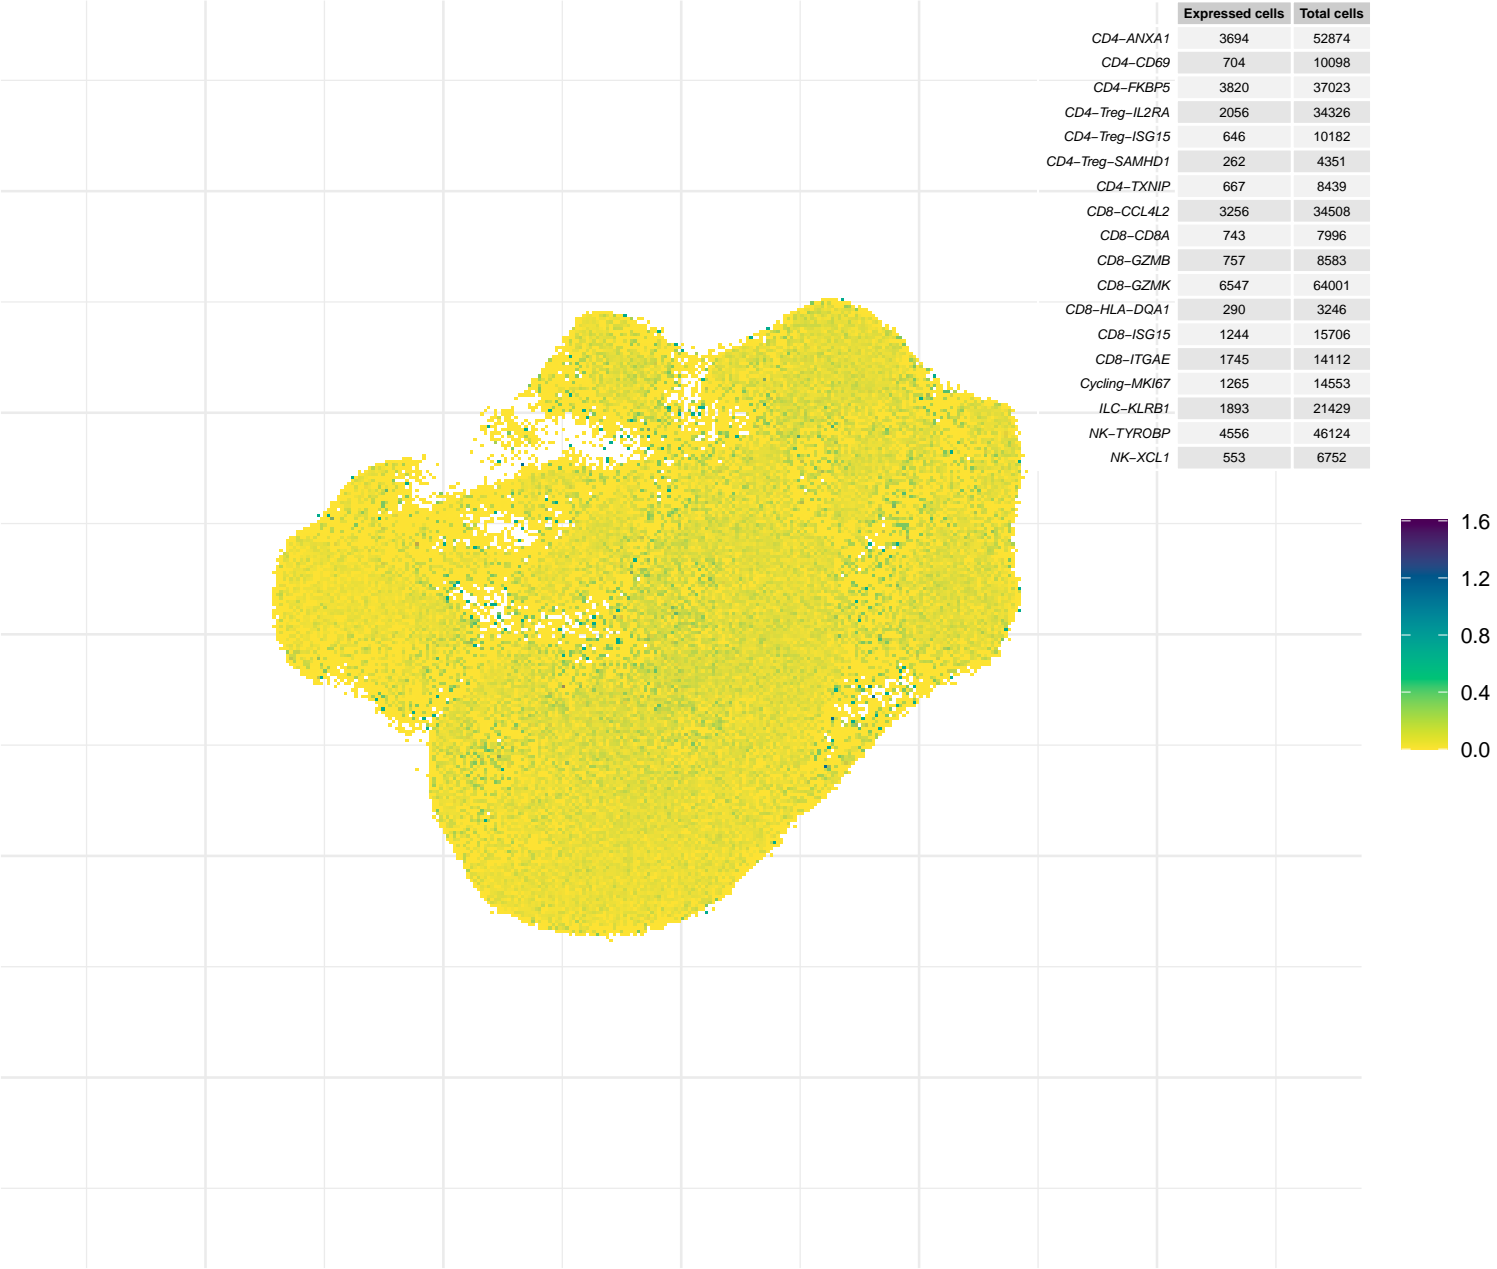 Expressed cells Total cells
CD4−ANXA1 3694 52874
CD4−CD69 704 10098
CD4−FKBP5 3820 37023
CD4−Treg−IL2RA 2056 34326
CD4−Treg−ISG15 646 10182
CD4−Treg−SAMHD1 262 4351
CD4−TXNIP 667 8439
CD8−CCL4L2 3256 34508
CD8−CD8A 743 7996
CD8−GZMB 757 8583
CD8−GZMK 6547 64001
CD8−HLA−DQA1 290 3246
CD8−ISG15 1244 15706
CD8−ITGAE 1745 14112
Cycling−MKI67 1265 14553
ILC−KLRB1 1893 21429
NK−TYROBP 4556 46124
NK−XCL1 553 6752
1.6
1.2
0.8
0.4
0.0